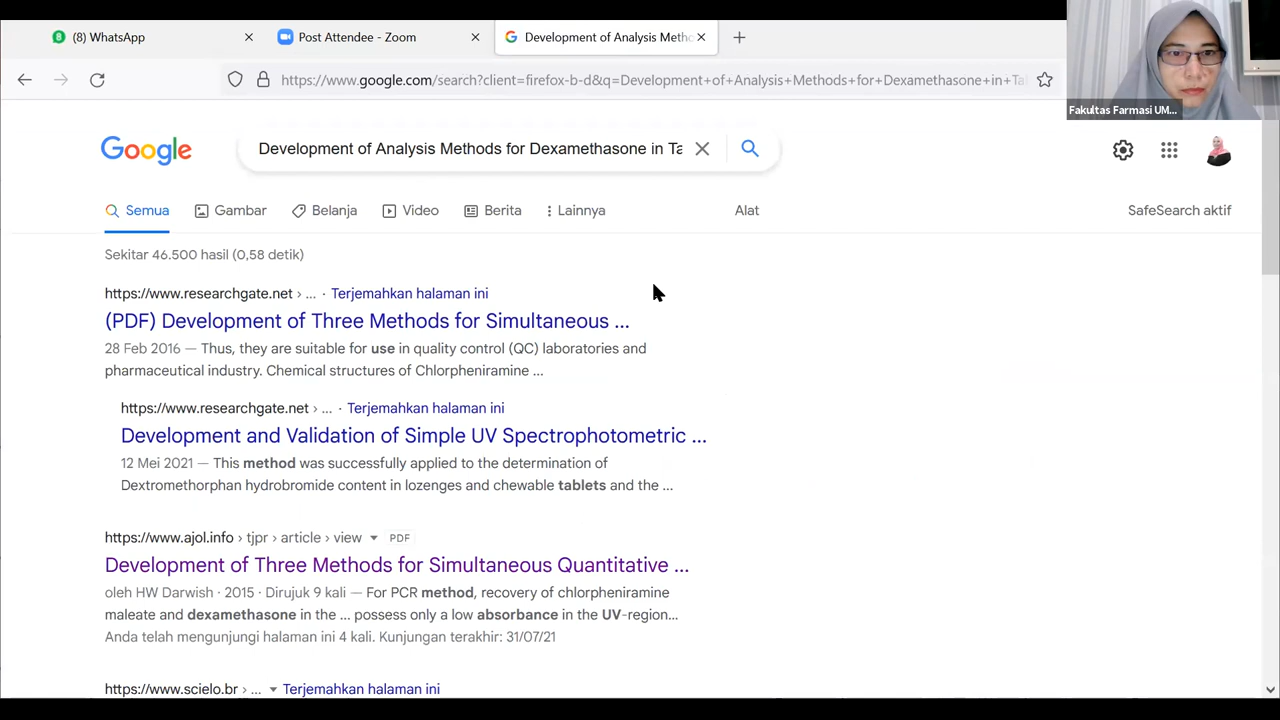 (8) WhatsApp
Post Attendee - Zoom
Development of Analysis Metho
https://www.google.com/search?client=firefox-b-d&q=Development+of+Analysis+Methods+for+Dexamethasone+in+Ta
Fakultas Farmasi UM...
Google
Development of Analysis Methods for Dexamethasone in Ta
Semua
Gambar
Belanja
Video
Berita
Lainnya
Alat
SafeSearch aktif
Sekitar 46.500 hasil (0,58 detik)
https://www.researchgate.net › ... · Terjemahkan halaman ini
(PDF) Development of Three Methods for Simultaneous ...
28 Feb 2016 — Thus, they are suitable for use in quality control (QC) laboratories and
pharmaceutical industry. Chemical structures of Chlorpheniramine ...
https://www.researchgate.net › ... · Terjemahkan halaman ini
Development and Validation of Simple UV Spectrophotometric ...
12 Mei 2021 — This method was successfully applied to the determination of
Dextromethorphan hydrobromide content in lozenges and chewable tablets and the ...
https://www.ajol.info › tjpr › article › view PDF
Development of Three Methods for Simultaneous Quantitative ...
oleh HW Darwish · 2015 · Dirujuk 9 kali — For PCR method, recovery of chlorpheniramine
maleate and dexamethasone in the ... possess only a low absorbance in the UV-region...
Anda telah mengunjungi halaman ini 4 kali. Kunjungan terakhir: 31/07/21
https://www.scielo.br › ... Terjemahkan halaman ini